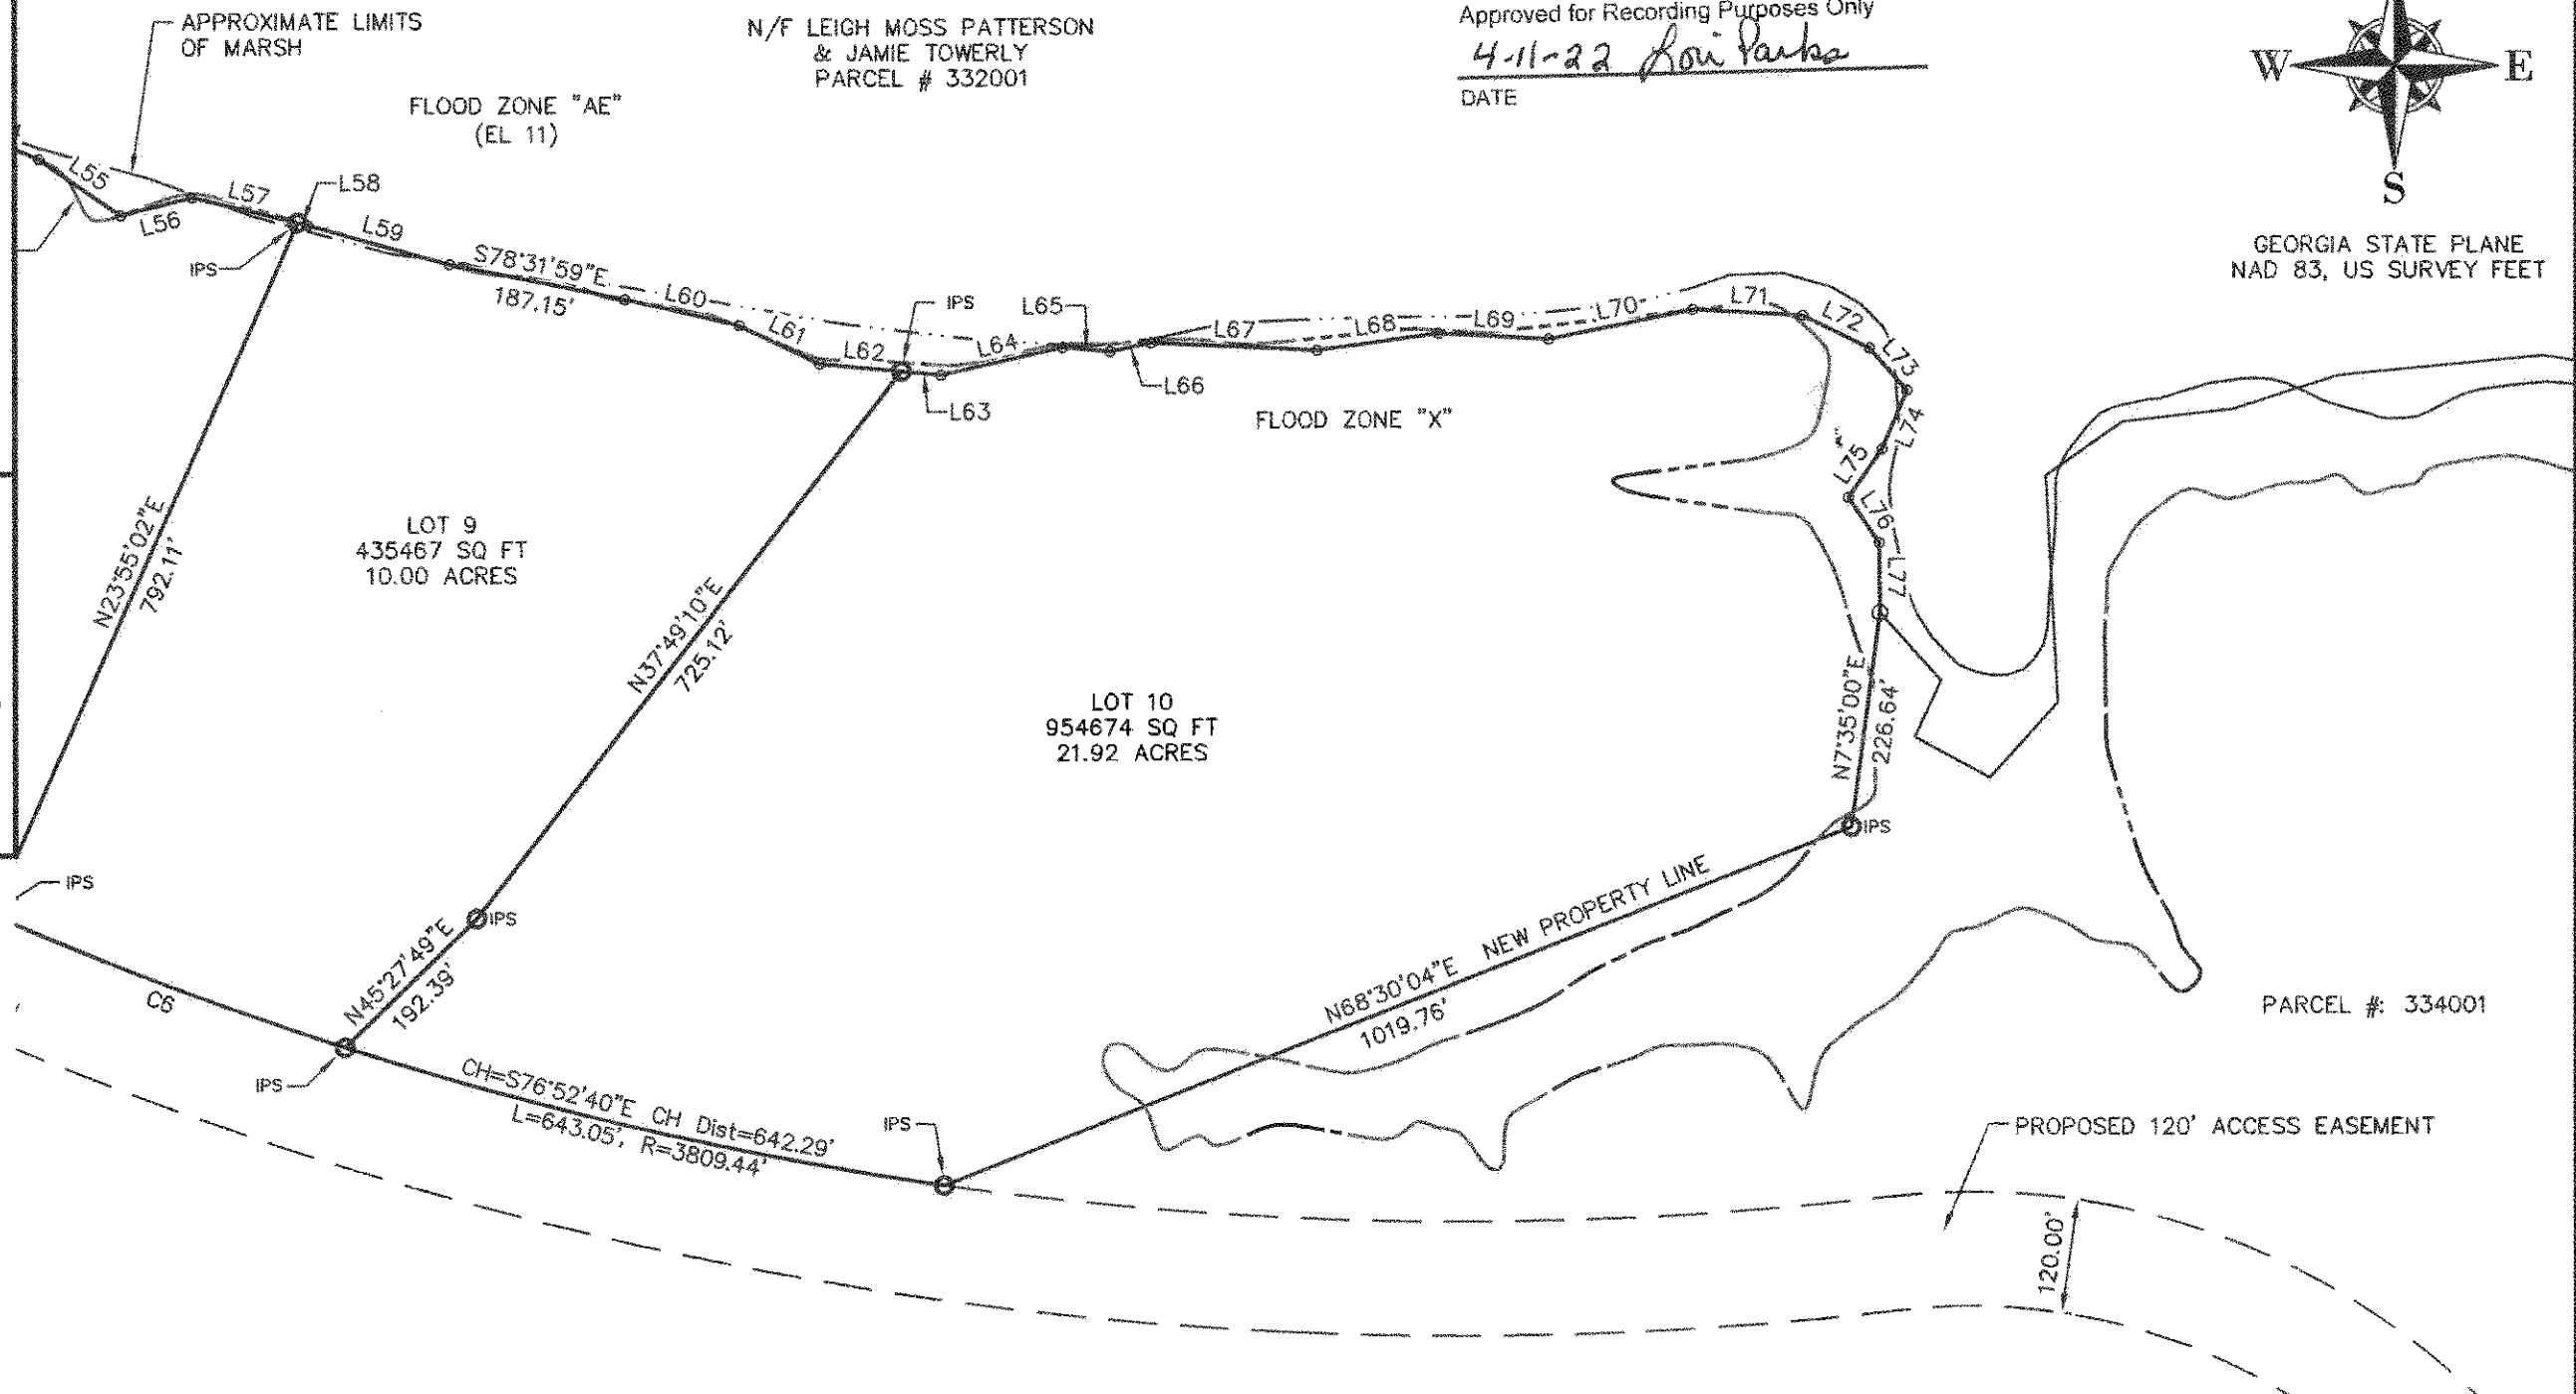 APPROXIMATE LIMITS
OF MARSH
N/F LEIGH MOSS PATTERSON
& JAMIE TOWERLY
PARCEL # 332001
Approved for Recording Purposes Only
4-11-22 Lori Parks
DATE
W
E
S
GEORGIA STATE PLANE
NAD 83, US SURVEY FEET
FLOOD ZONE "AE"
(EL 11)
L55
L56
L57
L58
IPS
L59
S78°31'59"E
187.15'
L60
L61
L62
IPS
L63
L64
L65
L66
L67
L68
L69
L70
L71
L72
L73
L74
L75
L76
L77
FLOOD ZONE "X"
N23°55'02"E
792.11'
LOT 9
435467 SQ FT
10.00 ACRES
N37°49'10"E
725.12'
LOT 10
954674 SQ FT
21.92 ACRES
N7°35'00"E
226.64'
IPS
IPS
IPS
N45°27'49"E
192.39'
C6
IPS
N68°30'04"E NEW PROPERTY LINE
1019.76'
PARCEL #: 334001
CH=S76°52'40"E CH Dist=642.29'
L=643.05', R=3809.44'
IPS
PROPOSED 120' ACCESS EASEMENT
120.00'